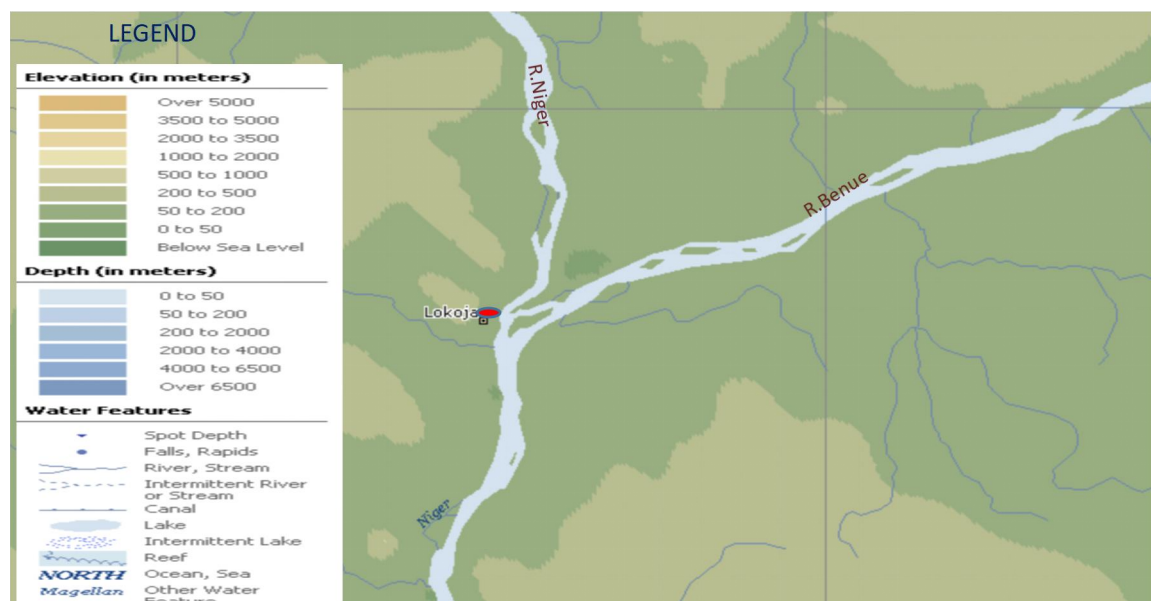 LEGEND
Elevation (in meters)
Over 5000
3500 to 5000
2000 to 3500
1000 to 2000
500 to 1000
200 to 500
50 to 200
0 to 50
Below Sea Level
Depth (in meters)
0 to 50
50 to 200
200 to 2000
2000 to 4000
4000 to 6500
Over 6500
Water Features
Spot Depth
Falls, Rapids
River, Stream
Intermittent River
or Stream
Canal
Lake
Intermittent Lake
Reef
NORTH Ocean, Sea
Magellan Other Water
Feature
R.Niger
R.Benue
Lokoja
Niger